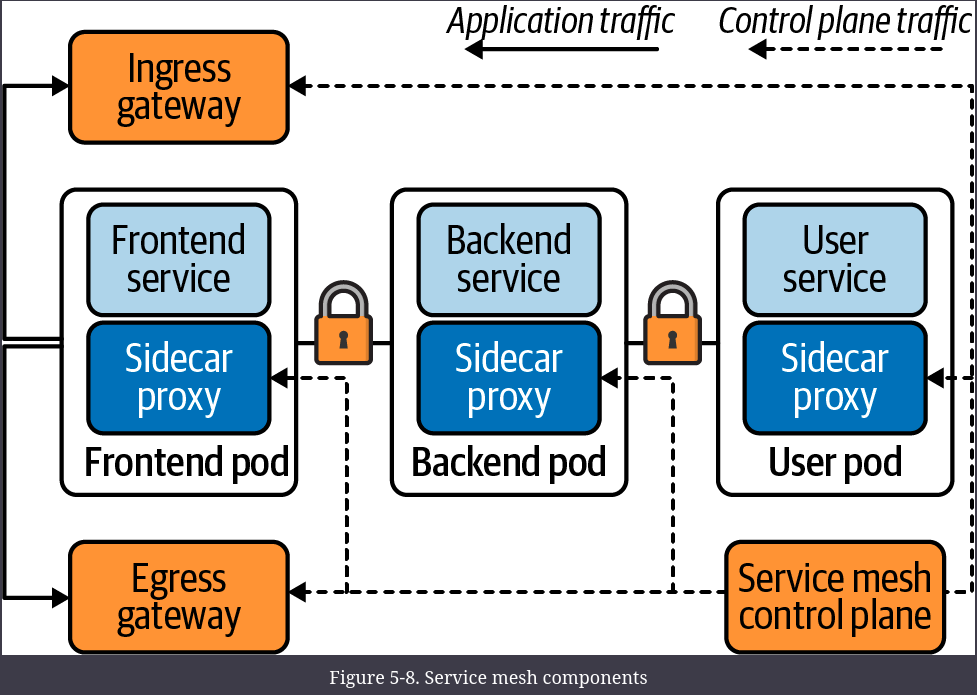 Application traffic
Control plane traffic
Ingress
gateway
Frontend
service
Sidecar
proxy
Frontend pod
Backend
service
Sidecar
proxy
Backend pod
User
service
Sidecar
proxy
User pod
Egress
gateway
Service mesh
control plane
Figure 5-8. Service mesh components